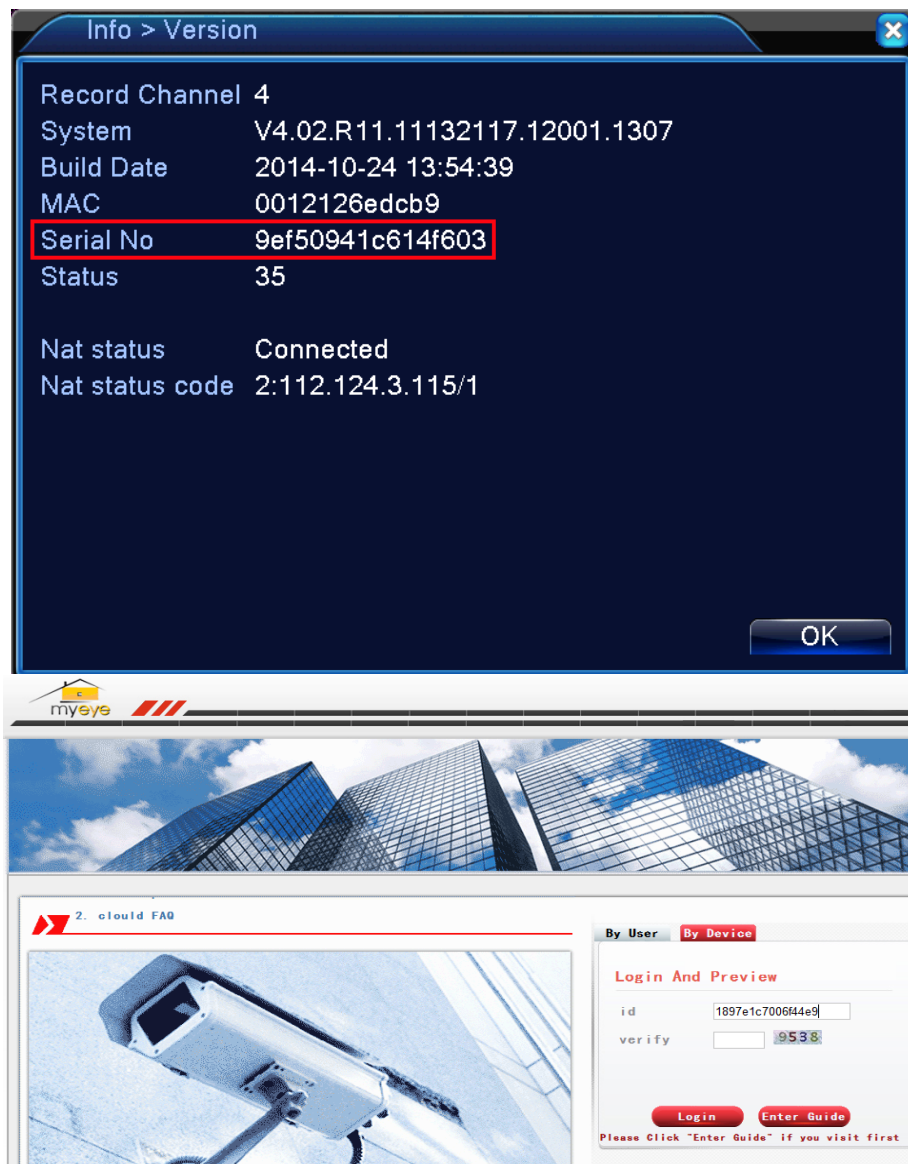 Info > Version
Record Channel 4
System V4.02.R11.11132117.12001.1307
Build Date 2014-10-24 13:54:39
MAC 0012126edcb9
Serial No 9ef50941c614f603
Status 35
Nat status Connected
Nat status code 2:112.124.3.115/1
OK
c
myeye
2. clould FAQ
By User By Device
Login And Preview
id 1897e1c7006f44e9
verify 9538
Login Enter Guide
Please Click "Enter Guide" if you visit first